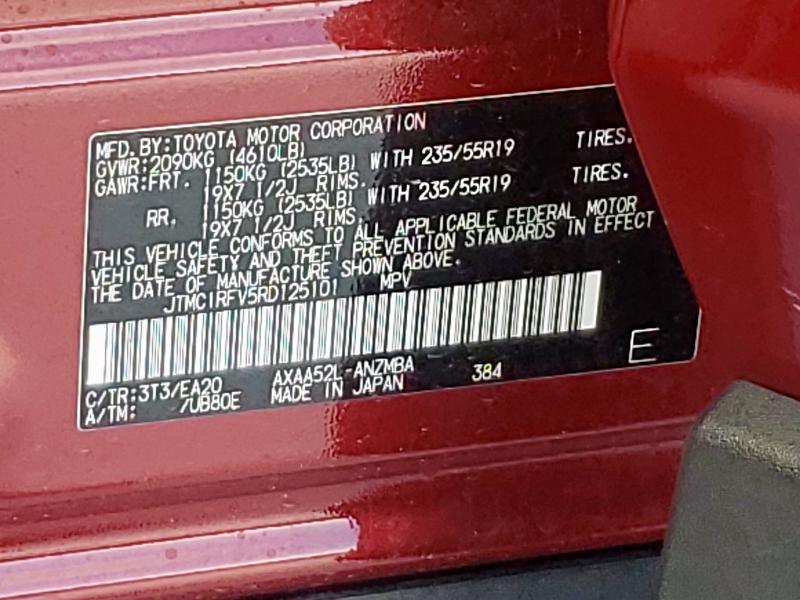 MFD.BY:TOYOTA MOTOR CORPORATION
GVWR:2090KG (4610LB)
GAWR:FRT. 1150KG (2535LB) WITH 235/55R19 TIRES.
19X7 1/2J RIMS.
RR. 1150KG (2535LB) WITH 235/55R19 TIRES.
19X7 1/2J RIMS.
THIS VEHICLE CONFORMS TO ALL APPLICABLE FEDERAL MOTOR
VEHICLE SAFETY AND THEFT PREVENTION STANDARDS IN EFFECT
THE DATE OF MANUFACTURE SHOWN ABOVE.
JTMC1RFV5RD125101 MPV
C/TR:3T3/EA20 AXAA52L-ANZMBA 384 E
A/TM: /UB80E MADE IN JAPAN